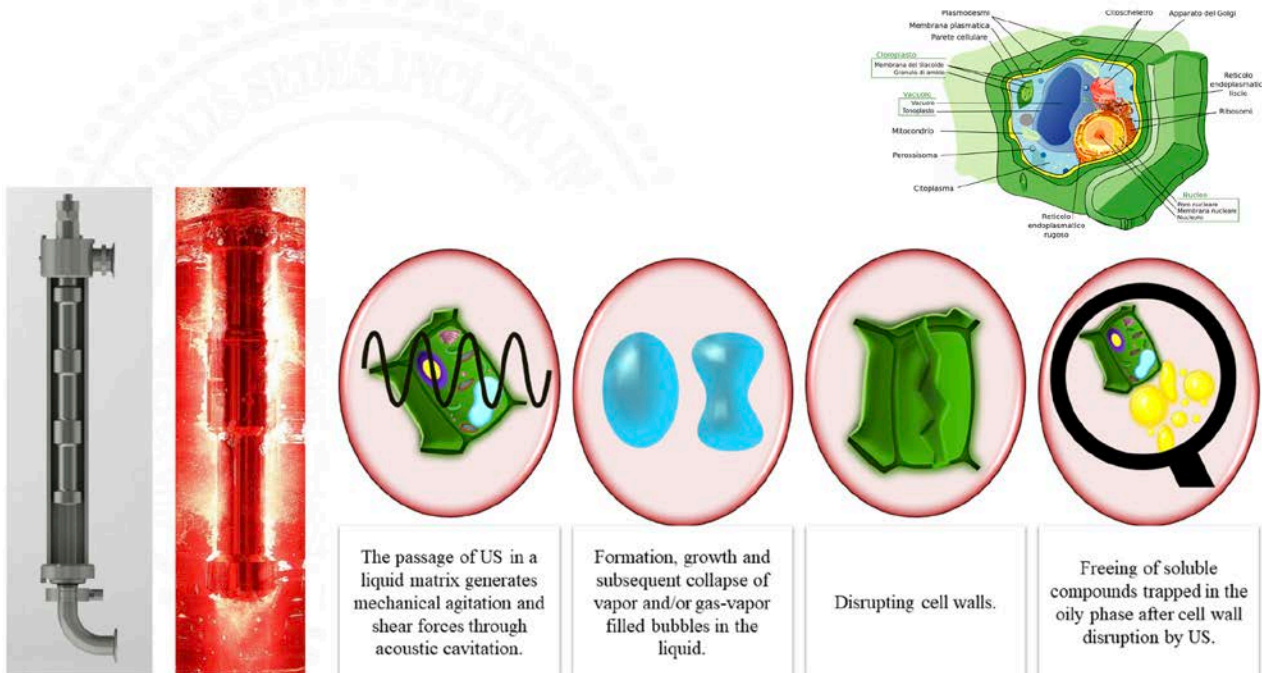 Plasmodesmi
Citoscheletro
Apparato del Golgi
Membrana plasmatica
Parete cellulare
Cloroplasto
Membrana del tilacoide
Granulo di amido
Vacuolo
Vacuolo
Tonoplasto
Mitocondrio
Perossisoma
Citoplasma
Reticolo
endoplasmatico
rugoso
Reticolo
endoplasmatico
liscio
Ribosomi
Nucleo
Poro nucleare
Membrana nucleare
Nucleolo
The passage of US in a
liquid matrix generates
mechanical agitation and
shear forces through
acoustic cavitation.
Formation, growth and
subsequent collapse of
vapor and/or gas-vapor
filled bubbles in the
liquid.
Disrupting cell walls.
Freeing of soluble
compounds trapped in the
oily phase after cell wall
disruption by US.